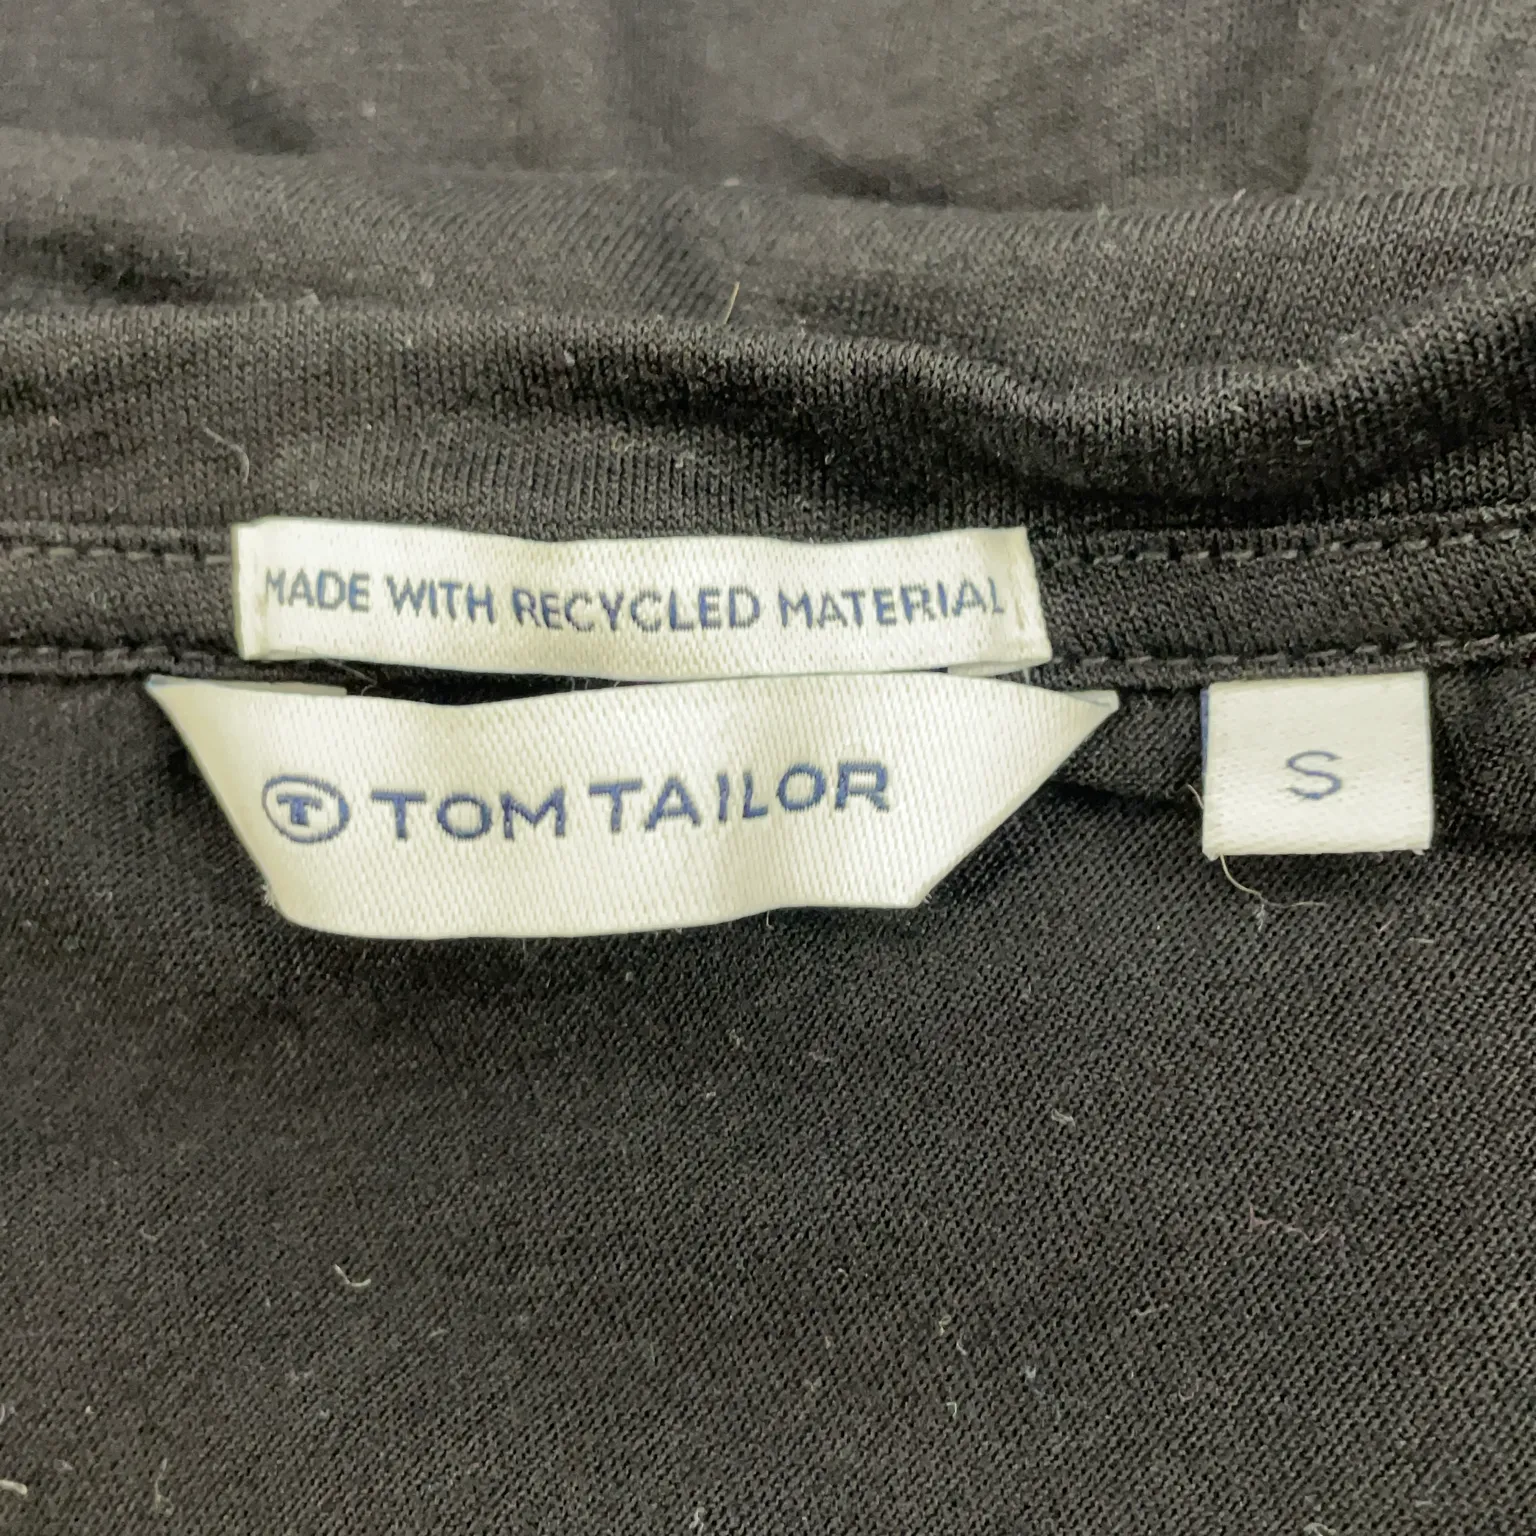 MADE WITH RECYCLED MATERIAL
T TOM TAILOR
S